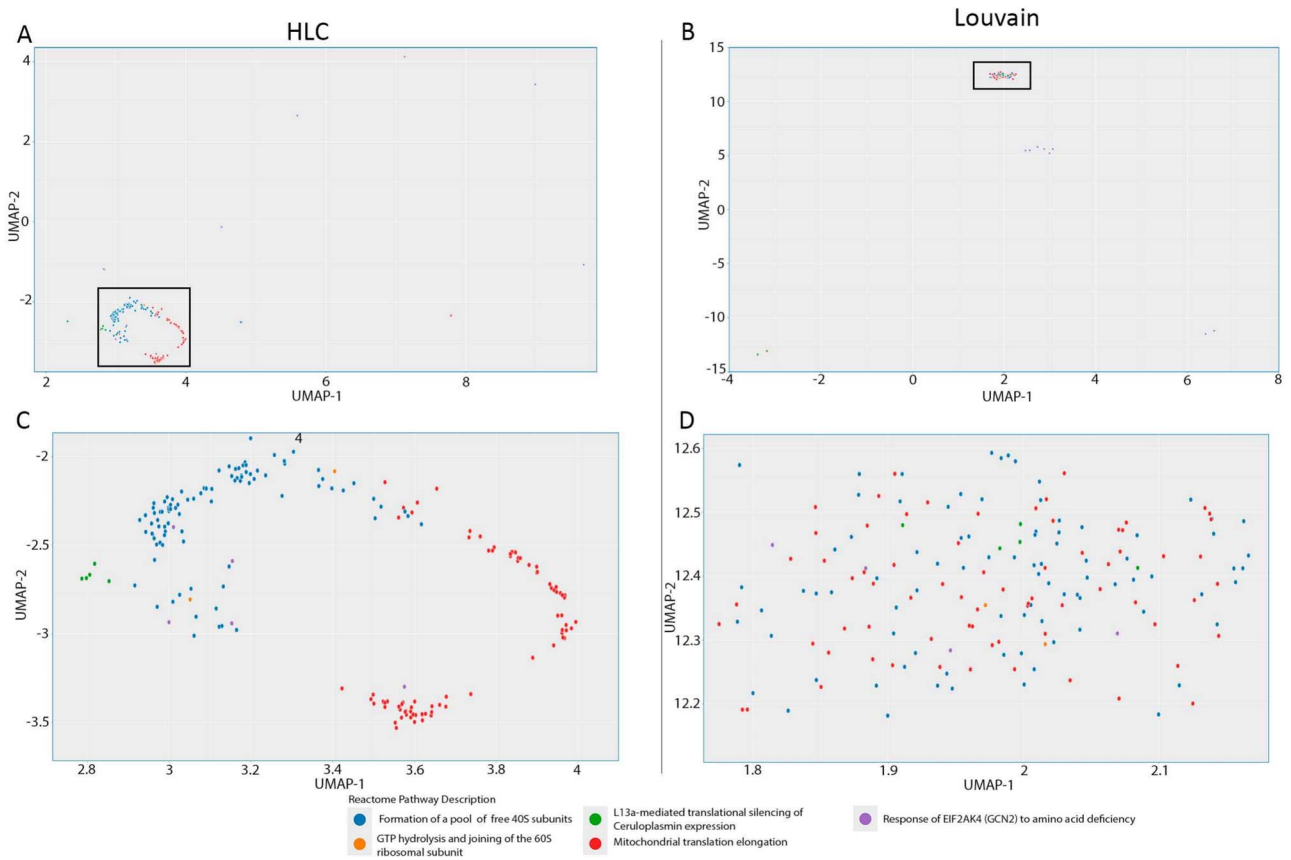 HLC
Louvain
A
4
2
0
-2
UMAP-2
2
4
6
8
UMAP-1
B
15
10
5
0
-5
-10
-15
UMAP-2
-4
-2
0
2
4
6
8
UMAP-1
C
4
-2
-2.5
-3
-3.5
UMAP-2
2.8
3
3.2
3.4
3.6
3.8
4
UMAP-1
D
12.6
12.5
12.4
12.3
12.2
UMAP-2
1.8
1.9
2
2.1
UMAP-1
Reactome Pathway Description
Formation of a pool of free 40S subunits
GTP hydrolysis and joining of the 60S
ribosomal subunit
L13a-mediated translational silencing of
Ceruloplasmin expression
Mitochondrial translation elongation
Response of EIF2AK4 (GCN2) to amino acid deficiency